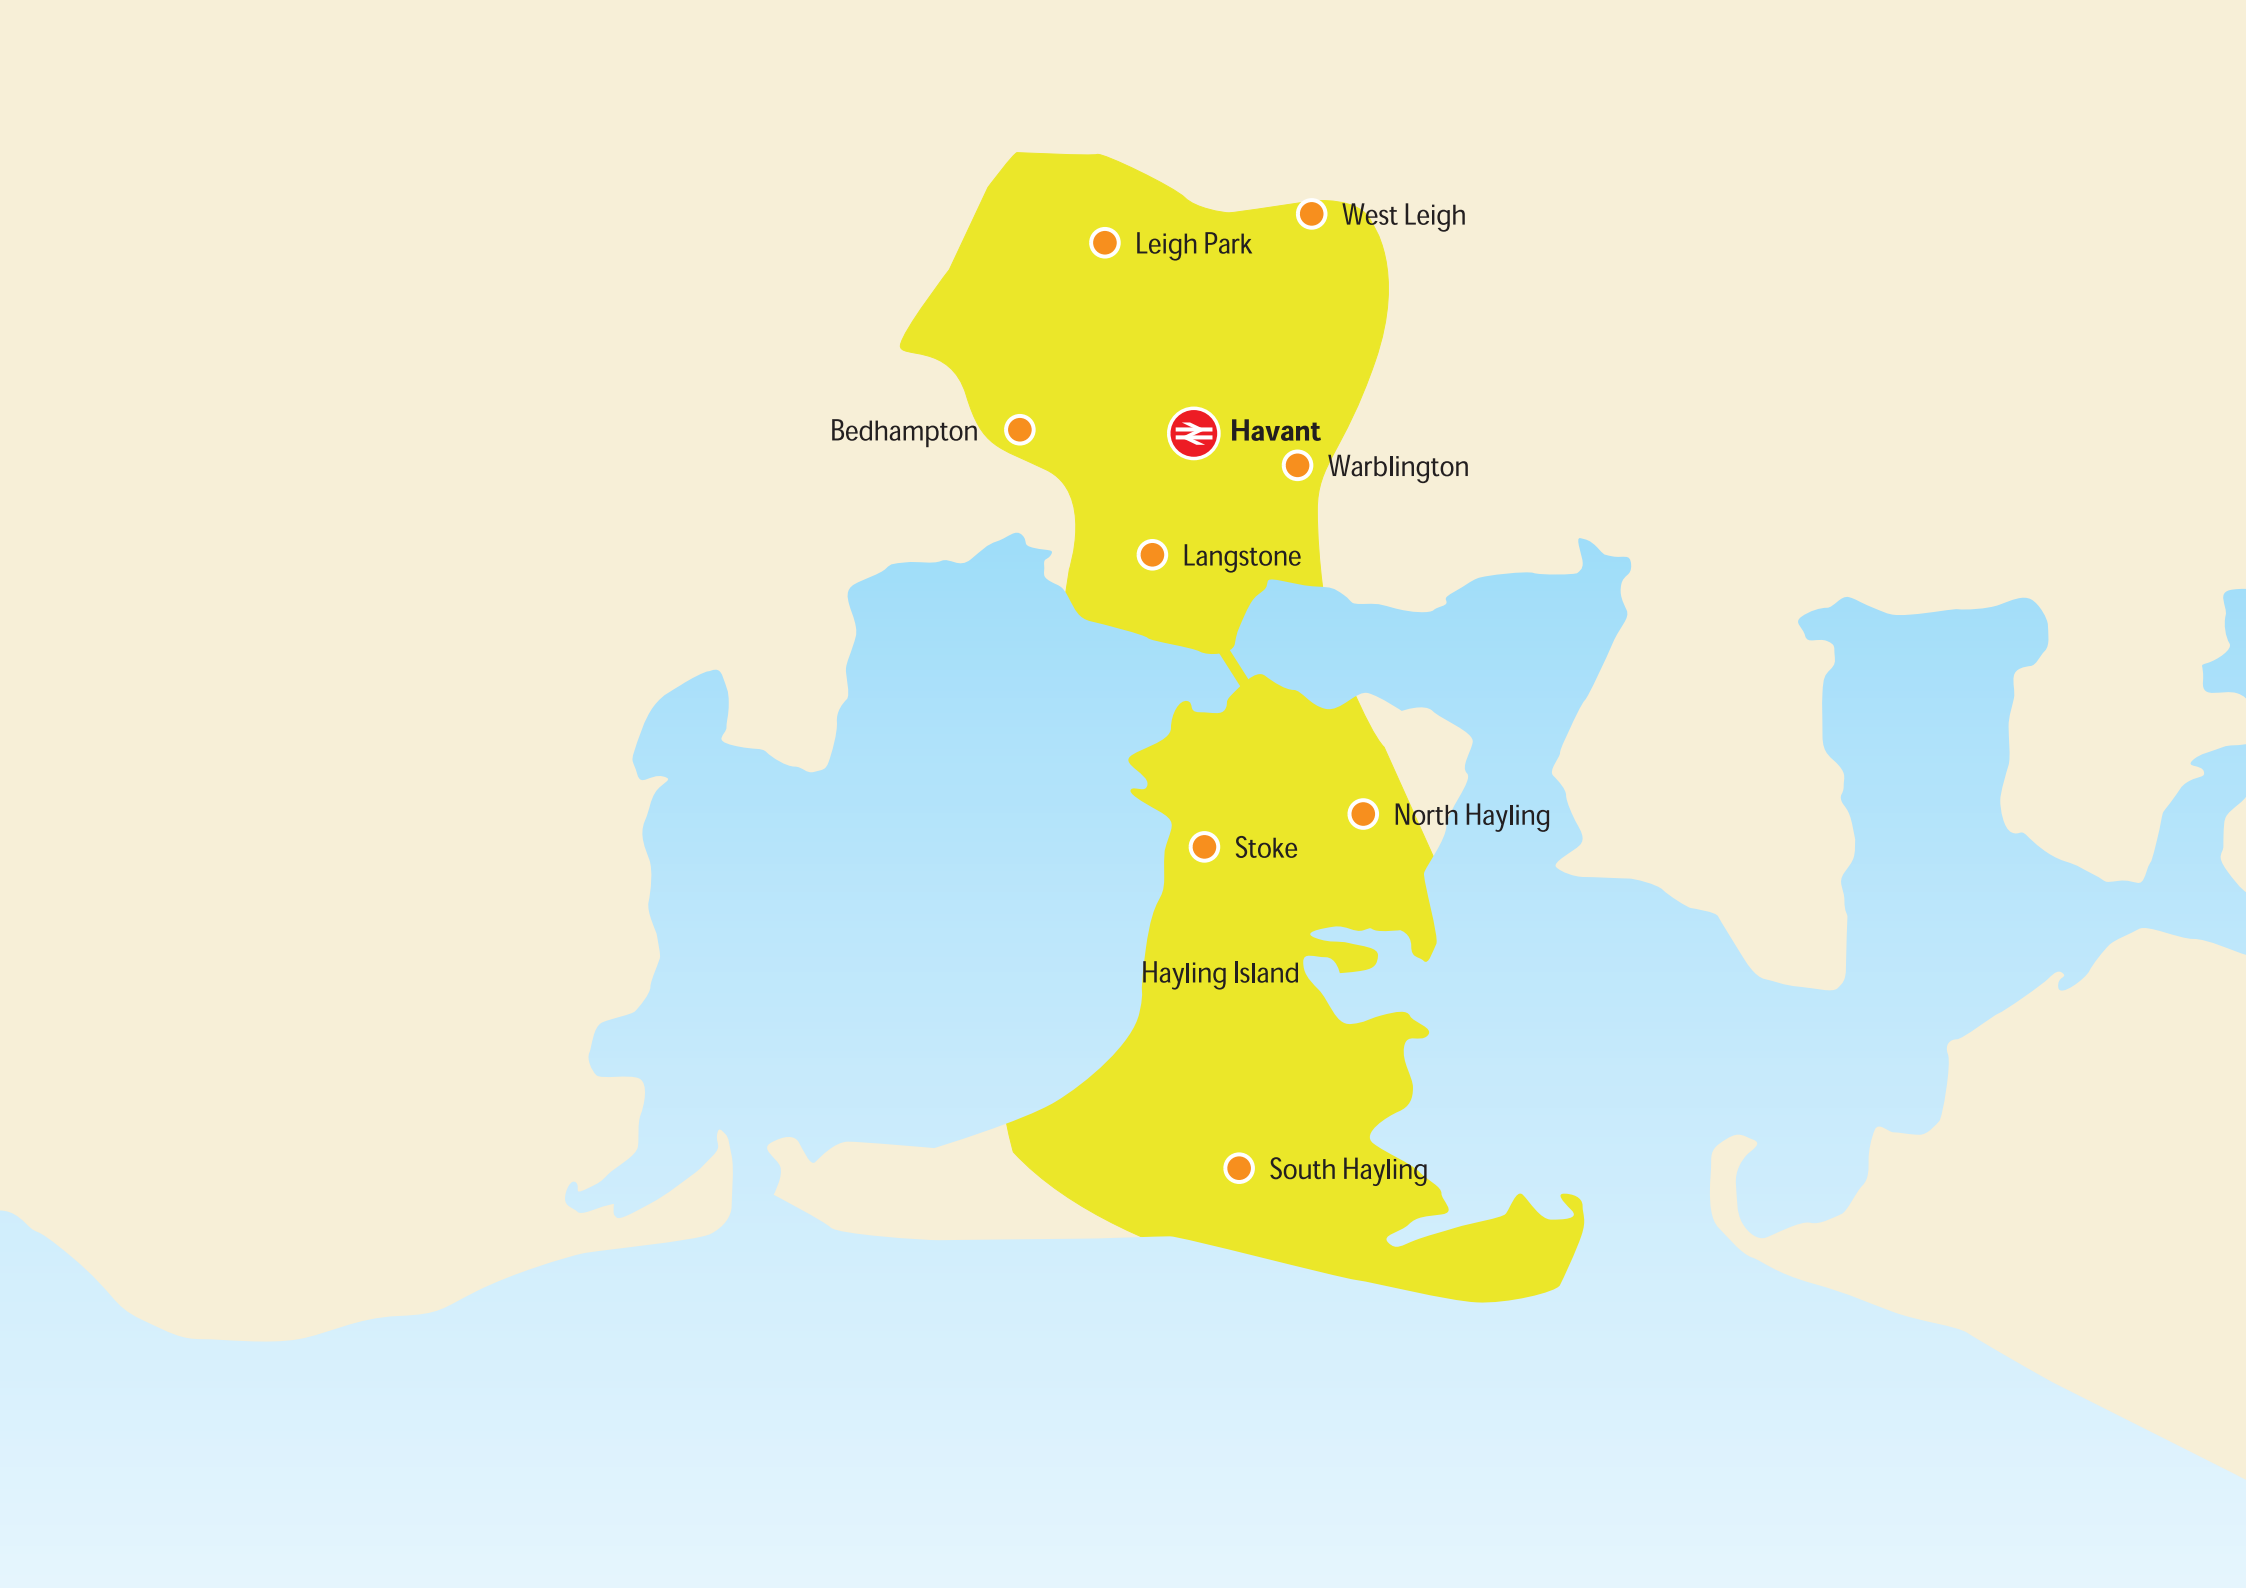 West Leigh
Leigh Park
Bedhampton
Havant
Warblington
Langstone
North Hayling
Stoke
Hayling Island
South Hayling